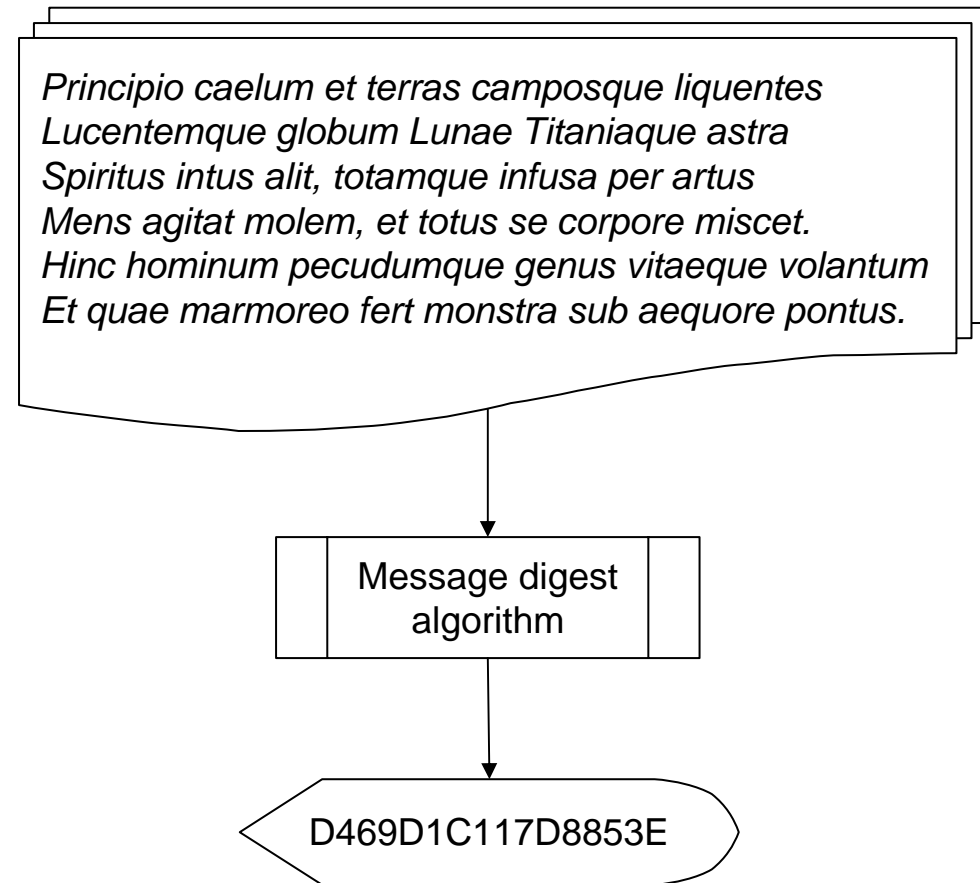 Principio caelum et terras camposque liquentes
Lucentemque globum Lunae Titaniaque astra
Spiritus intus alit, totamque infusa per artus
Mens agitat molem, et totus se corpore miscet.
Hinc hominum pecudumque genus vitaeque volantum
Et quae marmoreo fert monstra sub aequore pontus.
Message digest
algorithm
D469D1C117D8853E